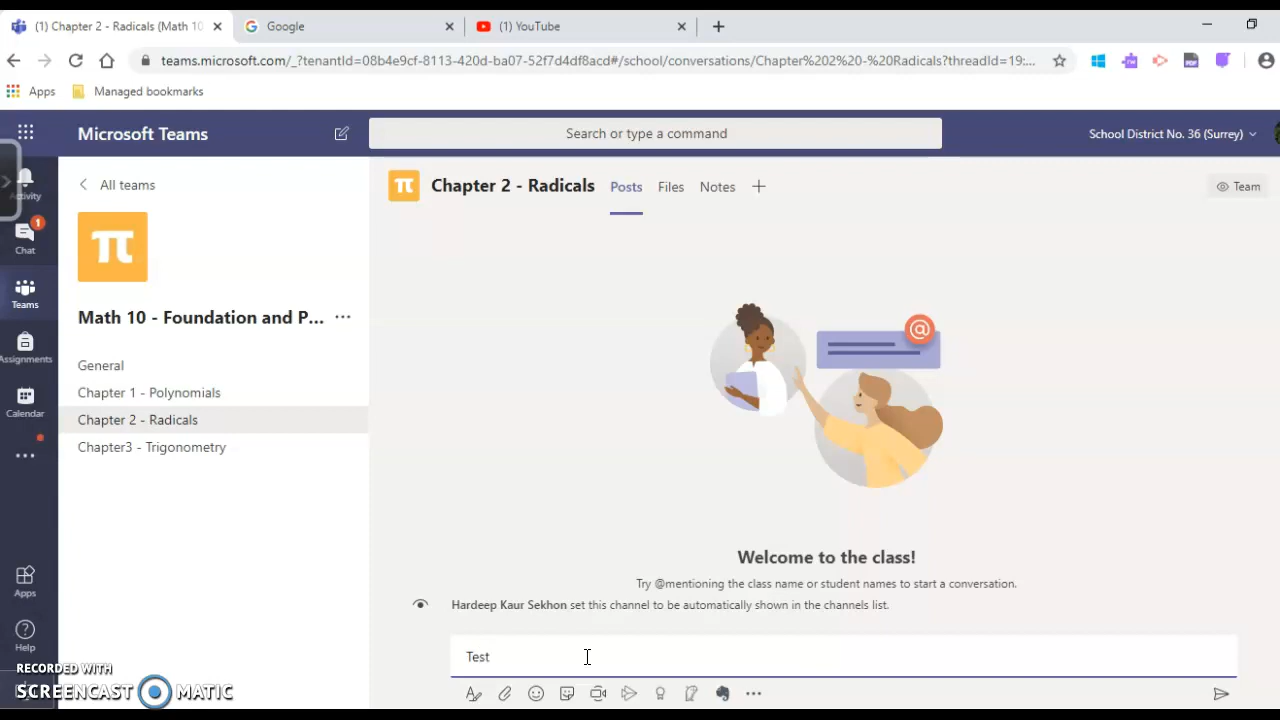 (1) Chapter 2 - Radicals (Math 10
Google
(1) YouTube
teams.microsoft.com/_?tenantId=08b4e9cf-8113-420d-ba07-52f7d4df8acd#/school/conversations/Chapter%202%20-%20Radicals?threadId=19:...
Apps
Managed bookmarks
Microsoft Teams
Search or type a command
School District No. 36 (Surrey)
Activity
Chat
1
Teams
Assignments
Calendar
Apps
Help
All teams
π
Math 10 - Foundation and P...
General
Chapter 1 - Polynomials
Chapter 2 - Radicals
Chapter3 - Trigonometry
π
Chapter 2 - Radicals
Posts
Files
Notes
Team
@
Welcome to the class!
Try @mentioning the class name or student names to start a conversation.
Hardeep Kaur Sekhon set this channel to be automatically shown in the channels list.
Test
RECORDED WITH
SCREENCAST MATIC